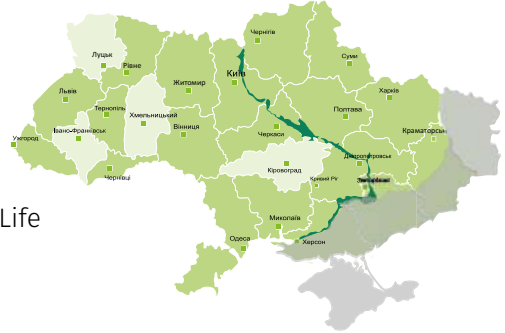 Чернігів
Суми
Луцьк
Рівне
Київ
Житомир
Харків
Львів
Тернопіль
Полтава
Хмельницький
Вінниця
Черкаси
Краматорськ
Ужгород
Івано-Франківськ
Дніпропетровськ
Кіровоград
Чернівці
Кривий Ріг
Life
Миколаїв
Одеса
Херсон